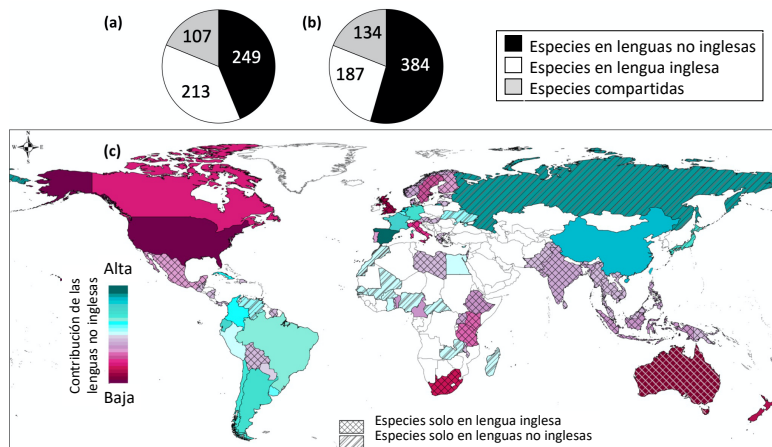 (a)
107
249
213
(b)
134
384
187
Especies en lenguas no inglesas
Especies en lengua inglesa
Especies compartidas
(c)
N
W
E
S
Contribución de las
lenguas no inglesas
Alta
Baja
Especies solo en lengua inglesa
Especies solo en lenguas no inglesas